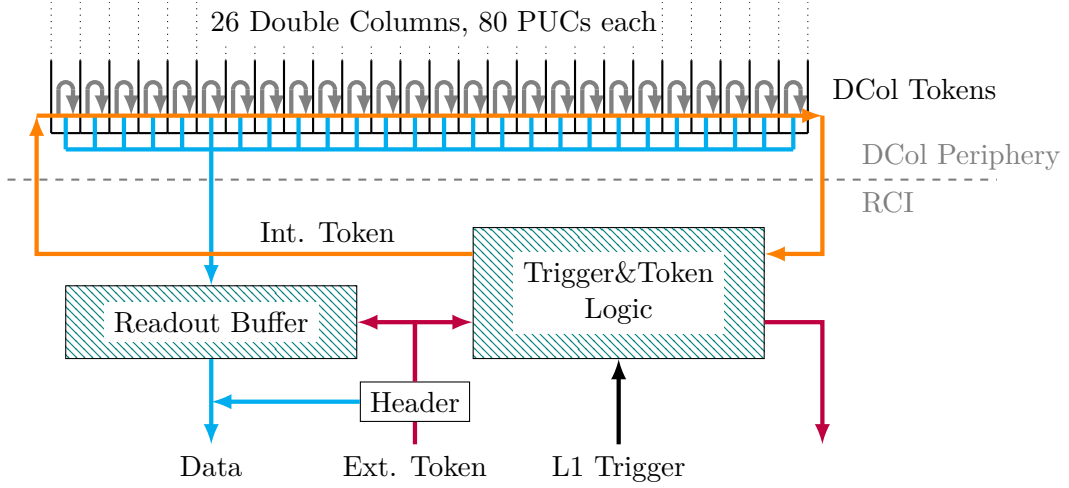 26 Double Columns, 80 PUCs each
DCol Tokens
DCol Periphery
RCI
Int. Token
Trigger&Token
Logic
Readout Buffer
Header
Data
Ext. Token
L1 Trigger